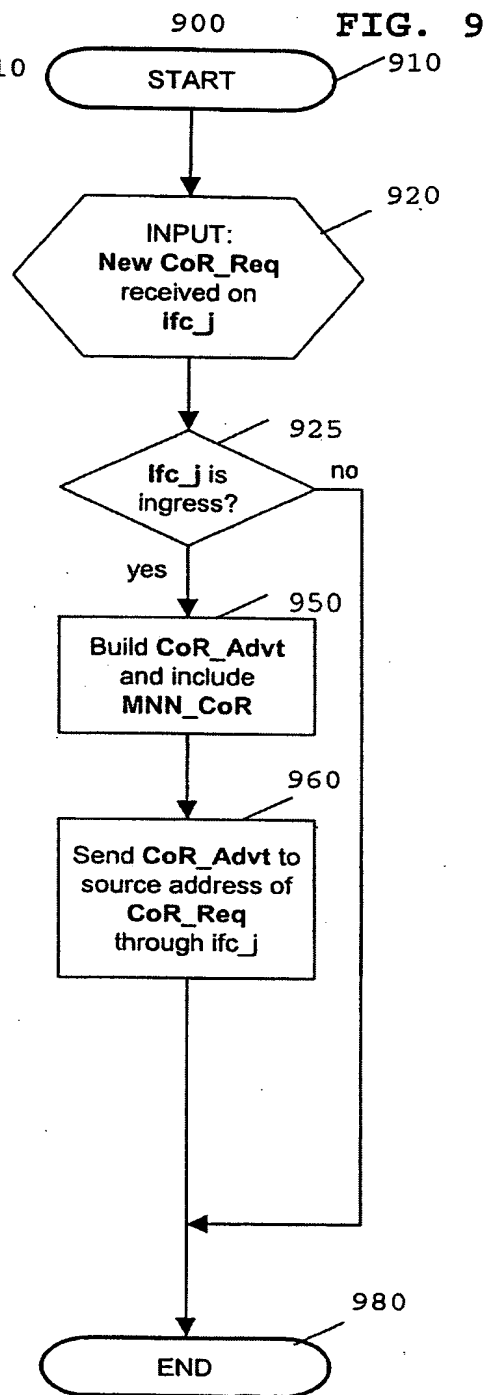 900 FIG. 9
10
START
910
920
INPUT:
New CoR_Req
received on
ifc_j
925
ifc_j is
ingress?
no
yes
950
Build CoR_Advt
and include
MNN_CoR
960
Send CoR_Advt to
source address of
CoR_Req
through ifc_j
980
END